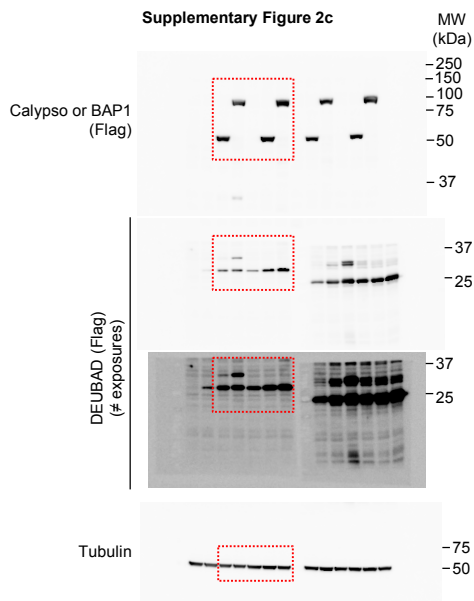 Supplementary Figure 2c
MW
(kDa)
250
150
100
75
50
37
Calypso or BAP1
(Flag)
37
25
DEUBAD (Flag)
(≠ exposures)
37
25
Tubulin
75
50